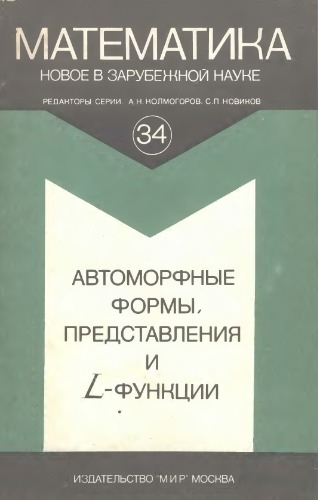 МАТЕМАТИКА
НОВОЕ В ЗАРУБЕЖНОЙ НАУКЕ
РЕДАКТОРЫ СЕРИИ: А.Н. КОЛМОГОРОВ, С.П. НОВИКОВ
34
АВТОМОРФНЫЕ
ФОРМЫ,
ПРЕДСТАВЛЕНИЯ
И
L-ФУНКЦИИ
ИЗДАТЕЛЬСТВО "МИР" МОСКВА